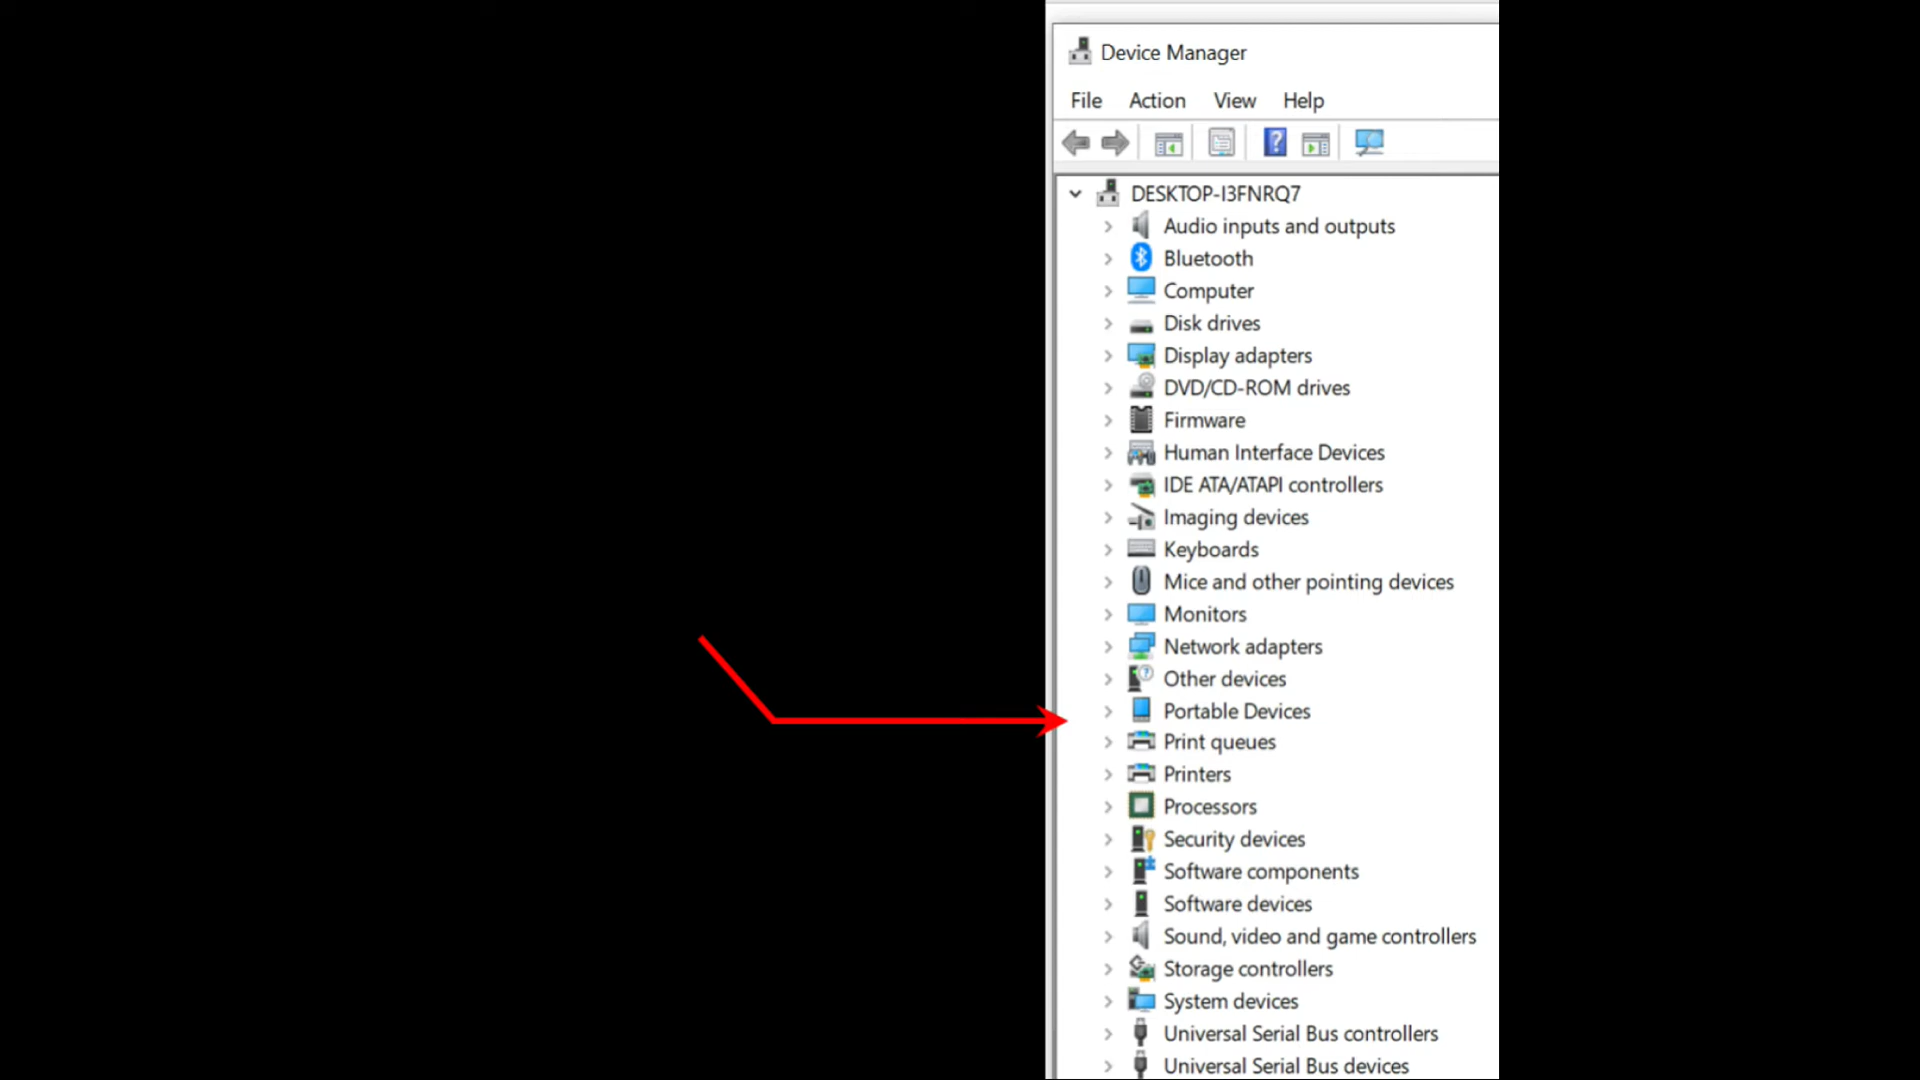 Device Manager
File Action View Help
DESKTOP-I3FNRQ7
Audio inputs and outputs
Bluetooth
Computer
Disk drives
Display adapters
DVD/CD-ROM drives
Firmware
Human Interface Devices
IDE ATA/ATAPI controllers
Imaging devices
Keyboards
Mice and other pointing devices
Monitors
Network adapters
Other devices
Portable Devices
Print queues
Printers
Processors
Security devices
Software components
Software devices
Sound, video and game controllers
Storage controllers
System devices
Universal Serial Bus controllers
Universal Serial Bus devices